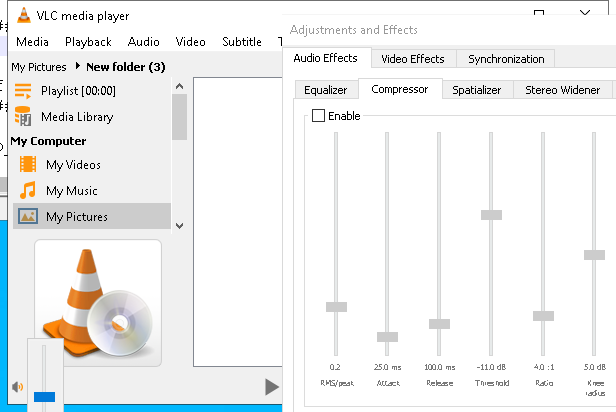 VLC media player
Media Playback Audio Video Subtitle
My Pictures New folder (3)
Playlist [00:00]
Media Library
My Computer
My Videos
My Music
My Pictures
Adjustments and Effects
Audio Effects Video Effects Synchronization
Equalizer Compressor Spatializer Stereo Widener
Enable
0.2 25.0 ms 100.0 ms -11.0 dB 4.0 :1 5.0 dB
RMS/peak Attack Release Threshold Ratio Knee
radius